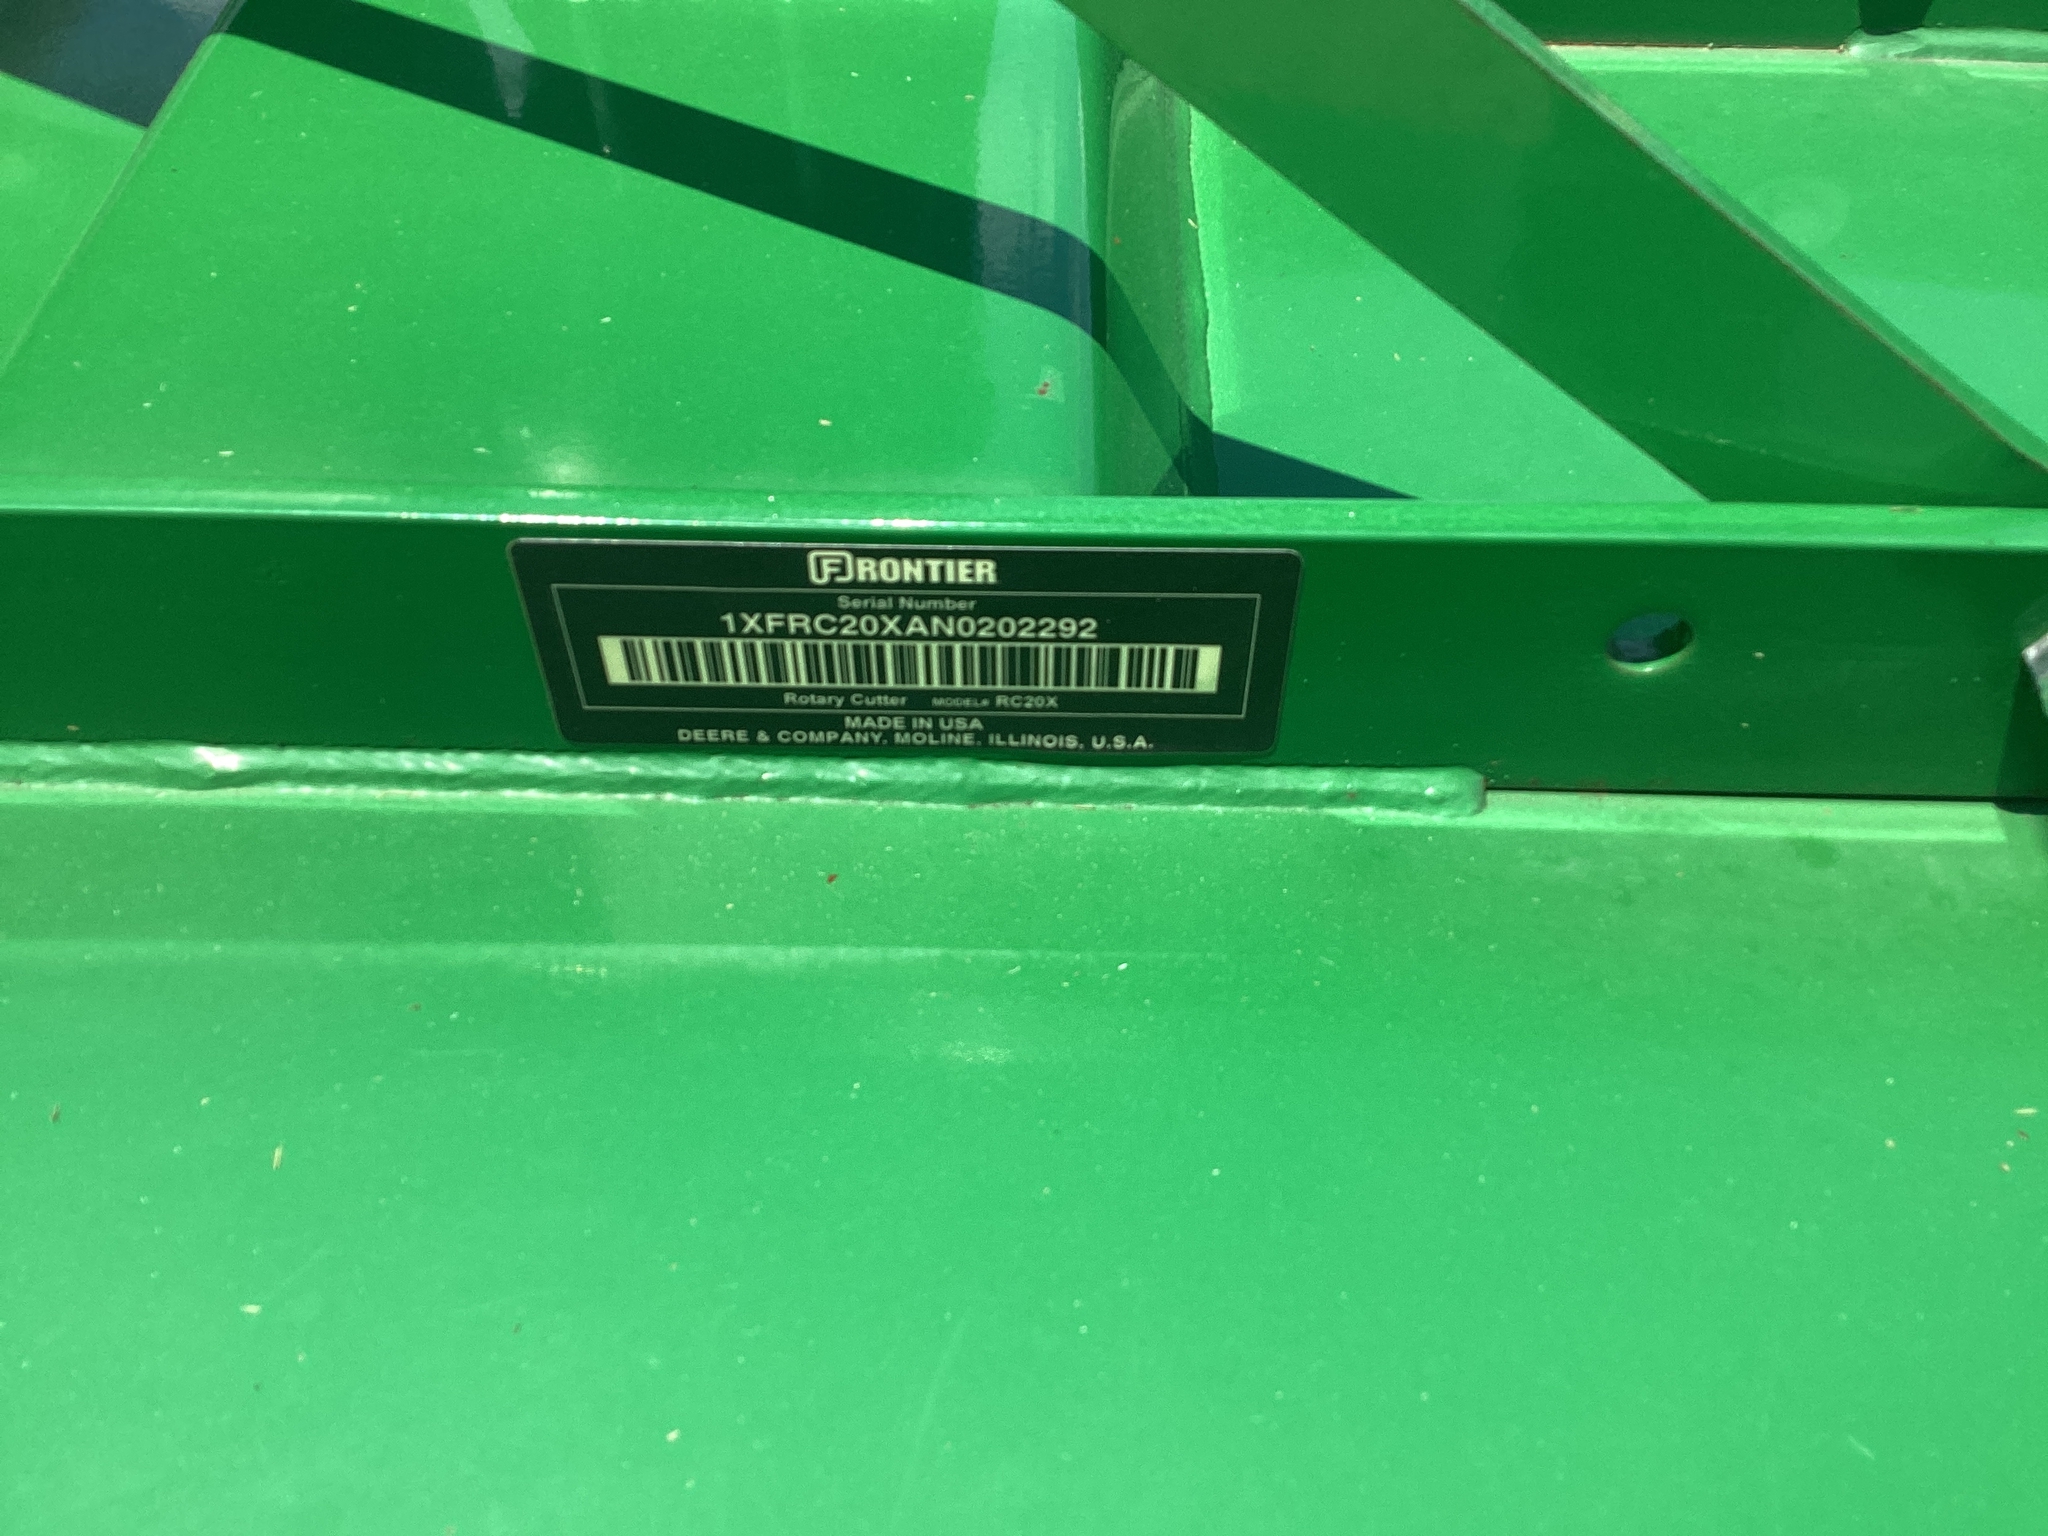 FRONTIER
Serial Number
1XFRC20XAN0202292
Rotary Cutter MODEL# RC20X
MADE IN USA
DEERE & COMPANY, MOLINE, ILLINOIS, U.S.A.